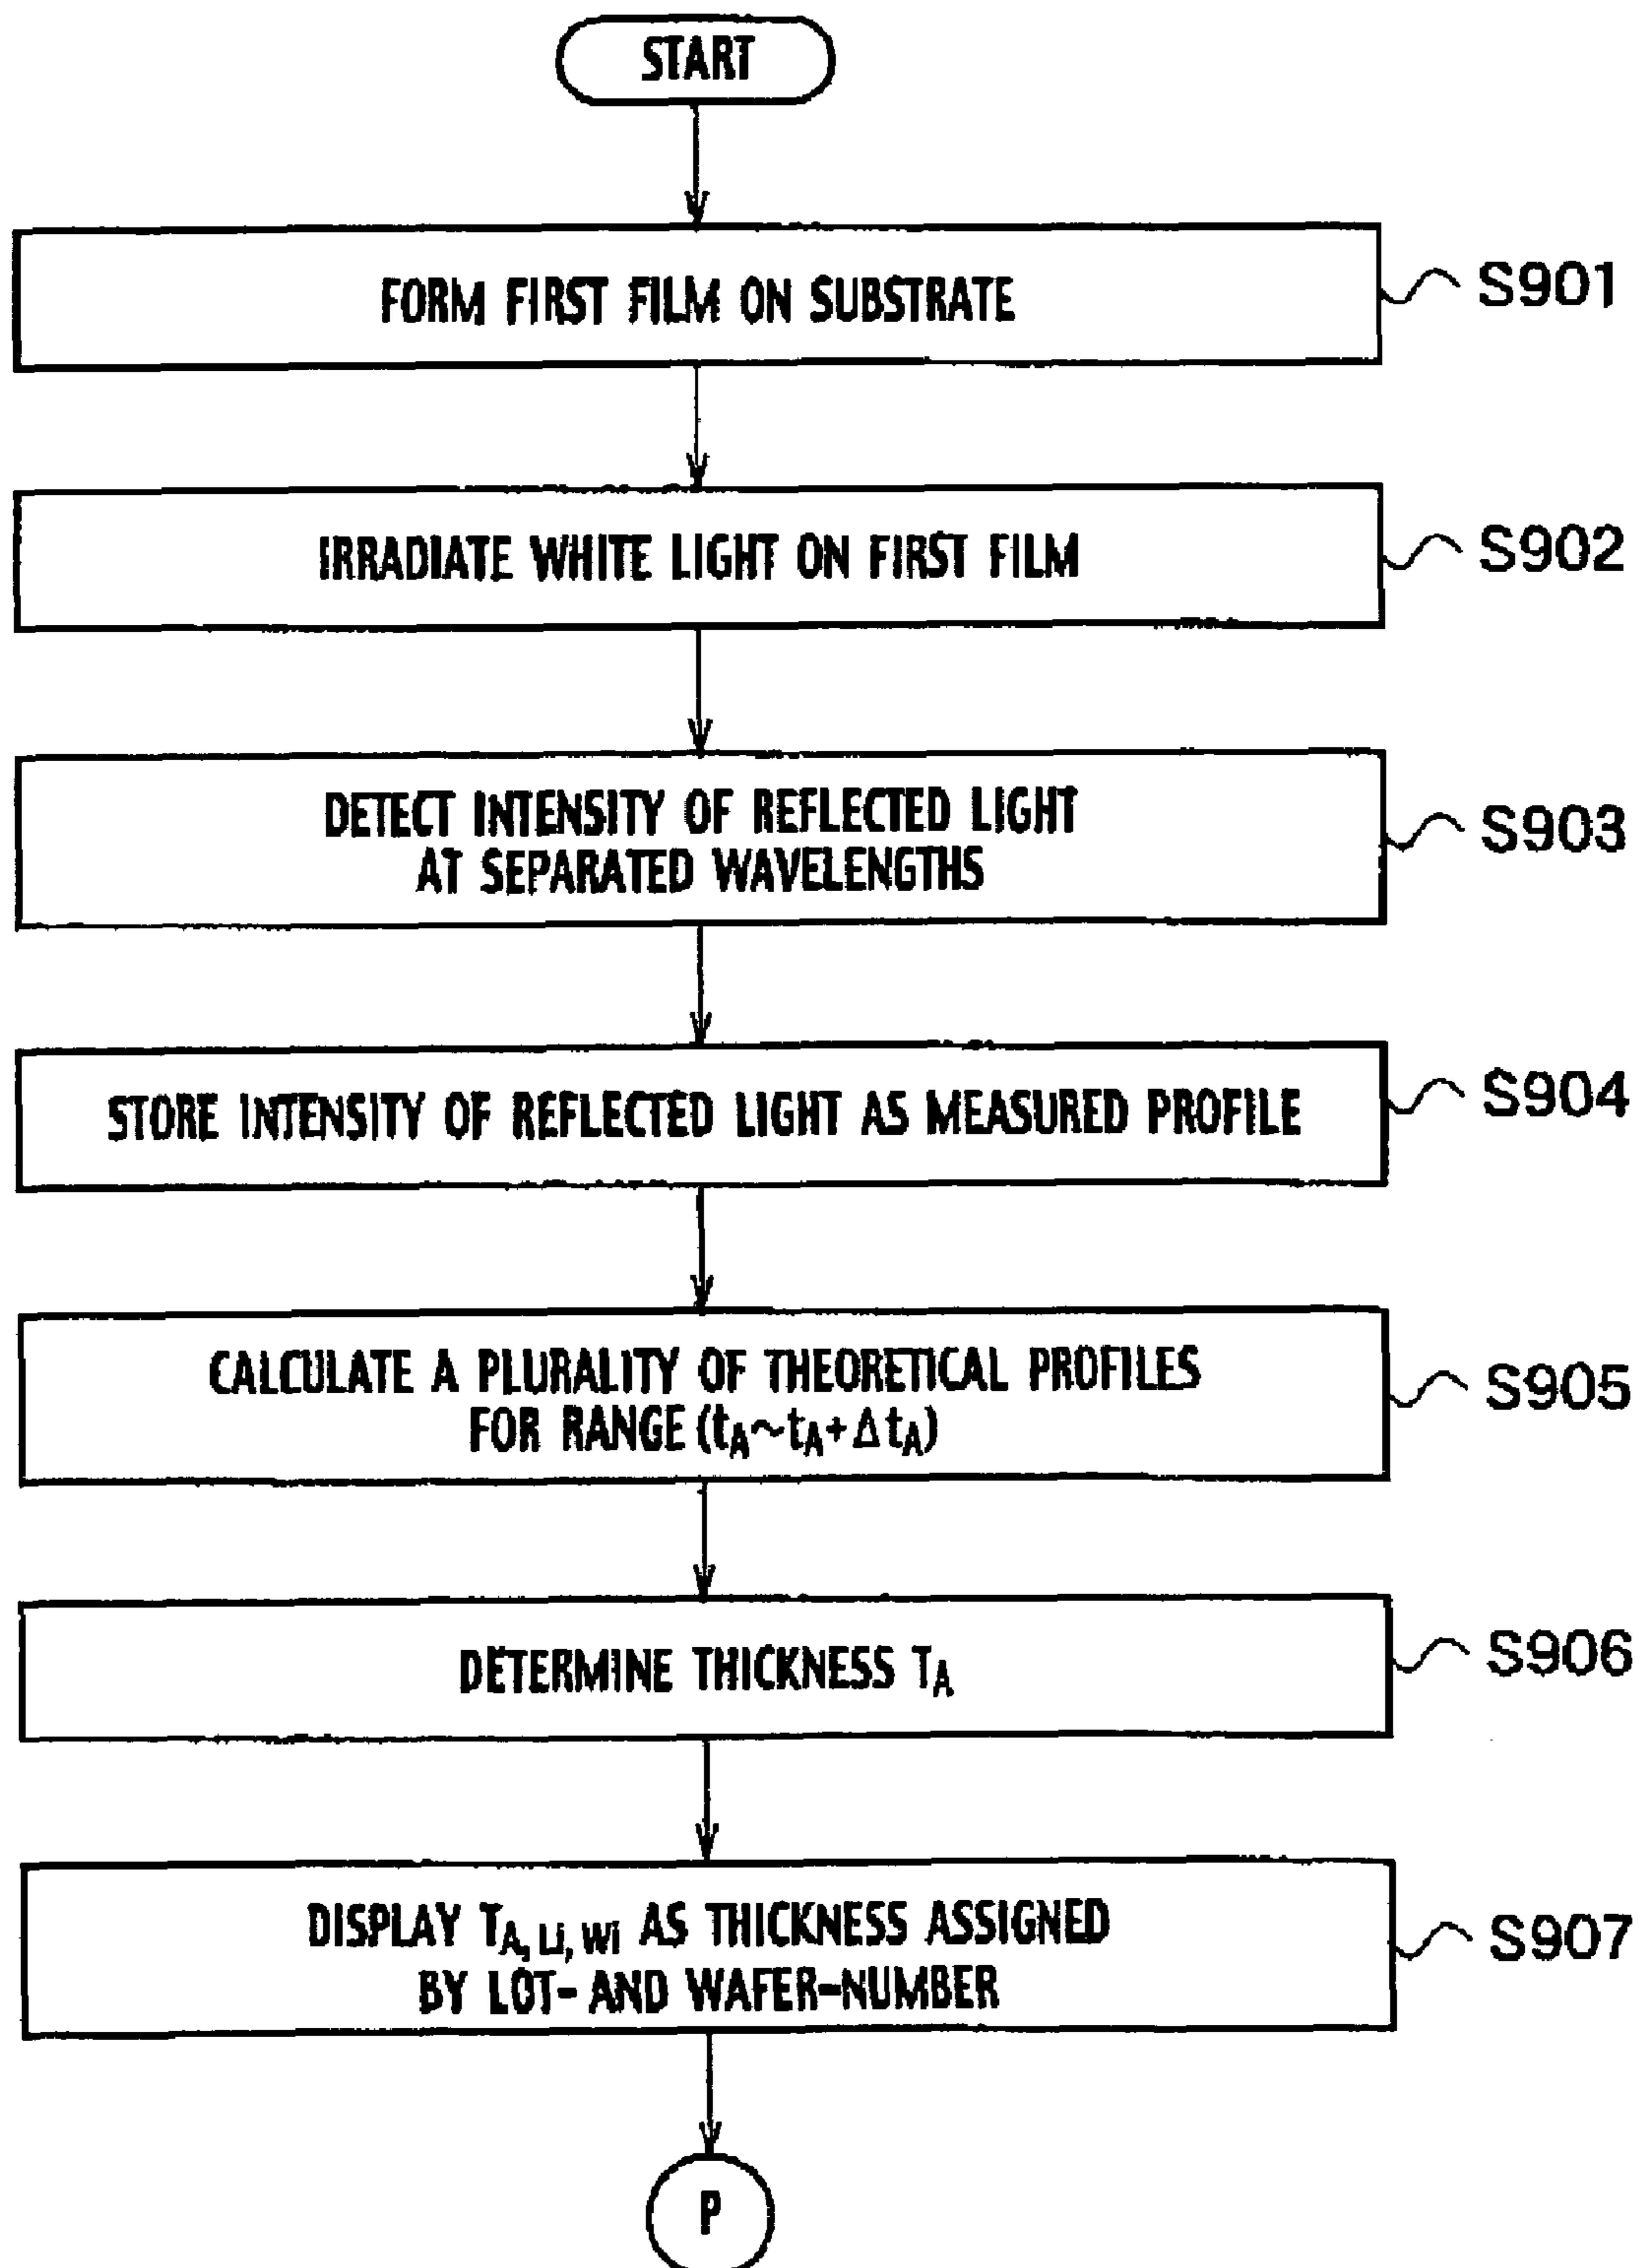 START
FORM FIRST FILM ON SUBSTRATE
S901
IRRADIATE WHITE LIGHT ON FIRST FILM
S902
DETECT INTENSITY OF REFLECTED LIGHT
AT SEPARATED WAVELENGTHS
S903
STORE INTENSITY OF REFLECTED LIGHT AS MEASURED PROFILE
S904
CALCULATE A PLURALITY OF THEORETICAL PROFILES
FOR RANGE (tA~tA+ΔtA)
S905
DETERMINE THICKNESS TA
S906
DISPLAY TA, Li, Wi AS THICKNESS ASSIGNED
BY LOT- AND WAFER-NUMBER
S907
P